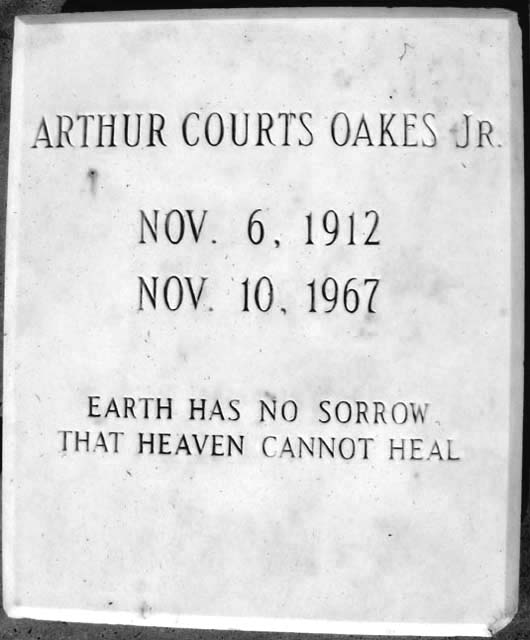 ARTHUR COURTS OAKES JR.
NOV. 6, 1912
NOV. 10, 1967
EARTH HAS NO SORROW
THAT HEAVEN CANNOT HEAL